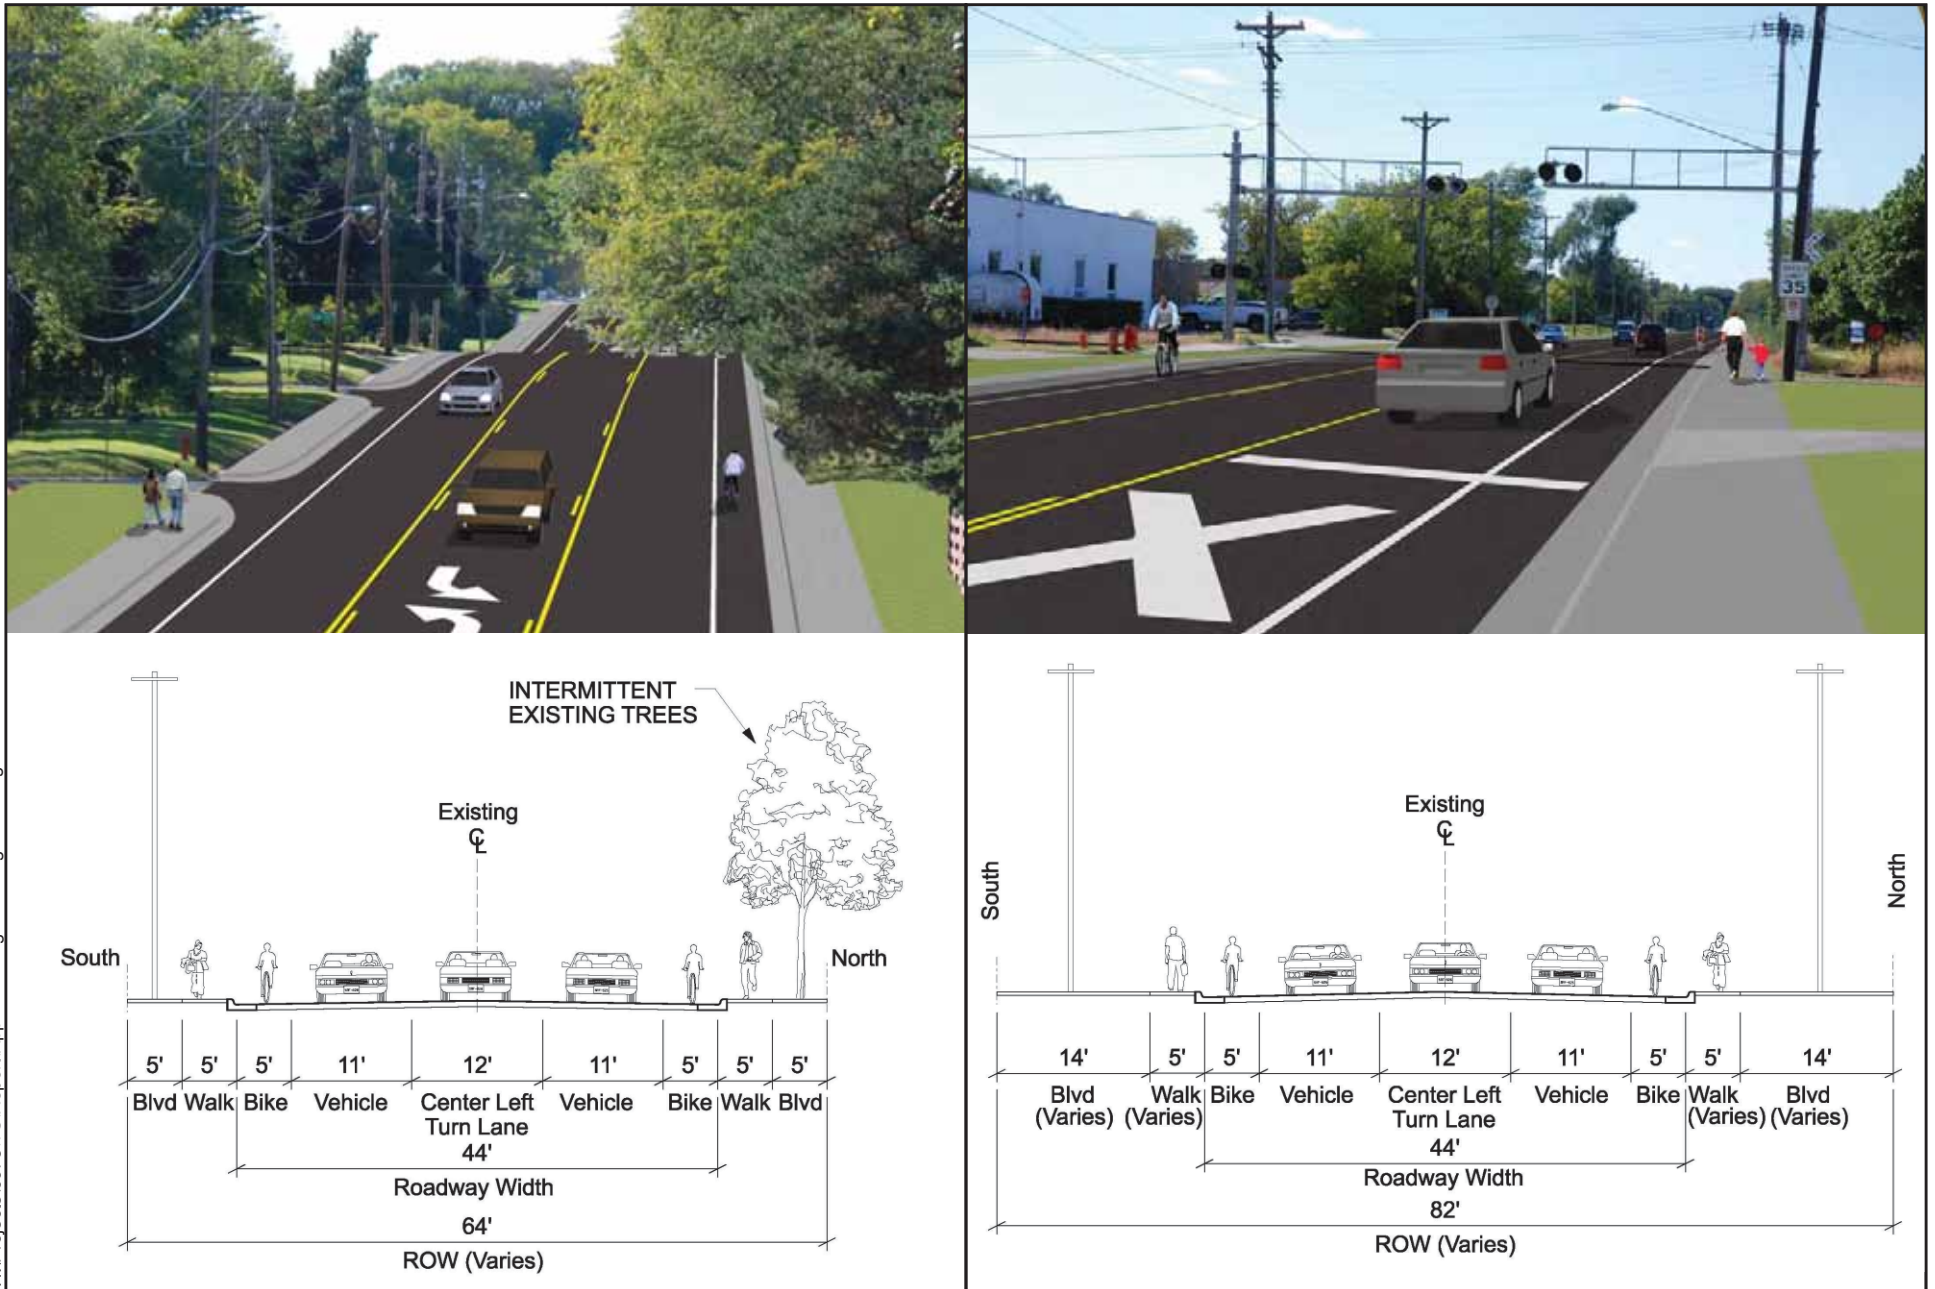 35
INTERMITTENT
EXISTING TREES
Existing
℄
South
North
5' 5' 5' 11' 12' 11' 5' 5' 5'
Blvd Walk Bike Vehicle Center Left Vehicle Bike Walk Blvd
Turn Lane
44'
Roadway Width
64'
ROW (Varies)
Existing
℄
South
North
14' 5' 5' 11' 12' 11' 5' 5' 14'
Blvd Walk Bike Vehicle Center Left Vehicle Bike Walk Blvd
(Varies) (Varies) Turn Lane (Varies) (Varies)
44'
Roadway Width
82'
ROW (Varies)